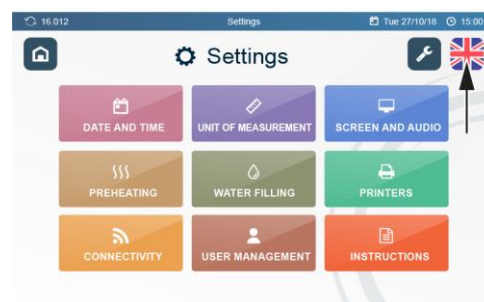 16.012 Settings Tue 27/10/18 15:00
Settings
DATE AND TIME UNIT OF MEASUREMENT SCREEN AND AUDIO
PREHEATING WATER FILLING PRINTERS
CONNECTIVITY USER MANAGEMENT INSTRUCTIONS